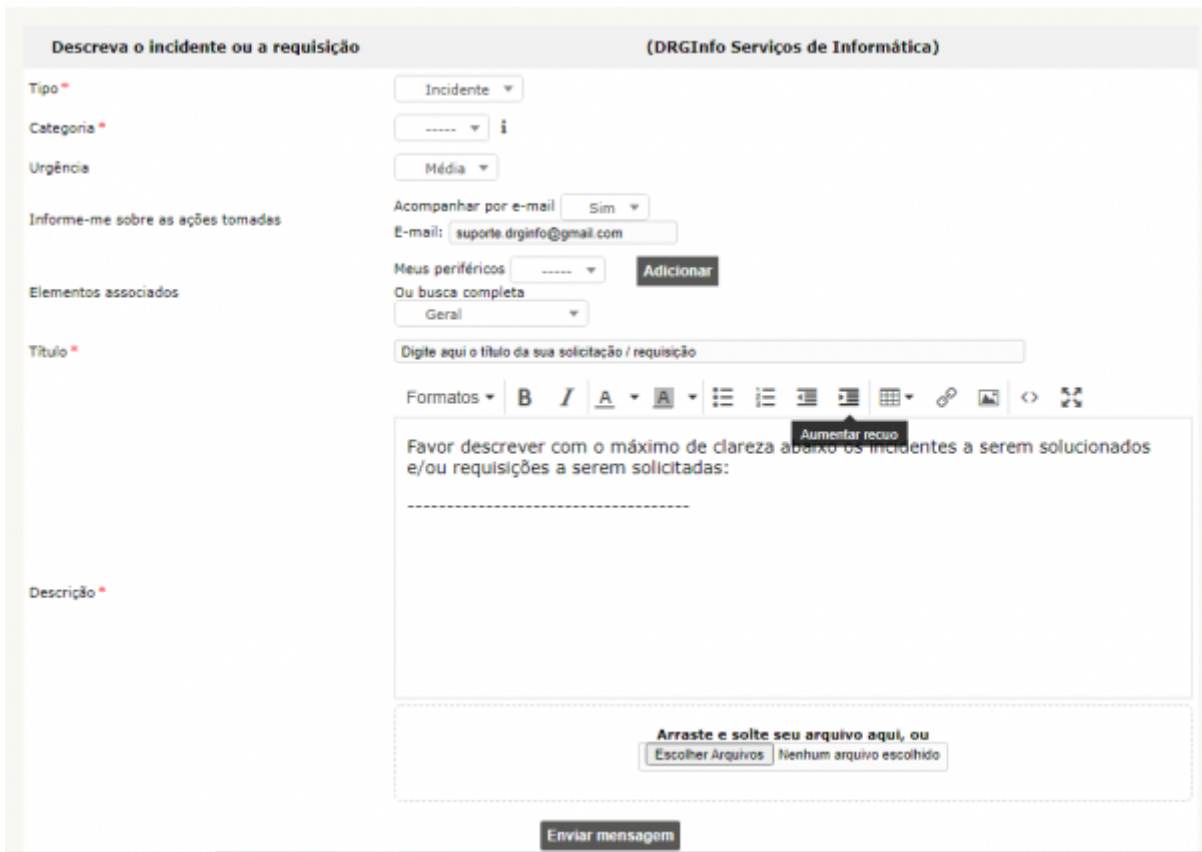 Descreva o incidente ou a requisição (DRGInfo Serviços de Informática)
Tipo * Incidente
Categoria * ----- i
Urgência Média
Informe-me sobre as ações tomadas
Acompanhar por e-mail Sim
E-mail: suporte.drginfo@gmail.com
Elementos associados
Meus periféricos ----- Adicionar
Ou busca completa
Geral
Título * Digite aqui o título da sua solicitação / requisição
Formatos B I A A
Aumentar recuo
Descrição *
Favor descrever com o máximo de clareza abaixo os incidentes a serem solucionados
e/ou requisições a serem solicitadas:
------------------------------------
Arraste e solte seu arquivo aqui, ou
Escolher Arquivos Nenhum arquivo escolhido
Enviar mensagem